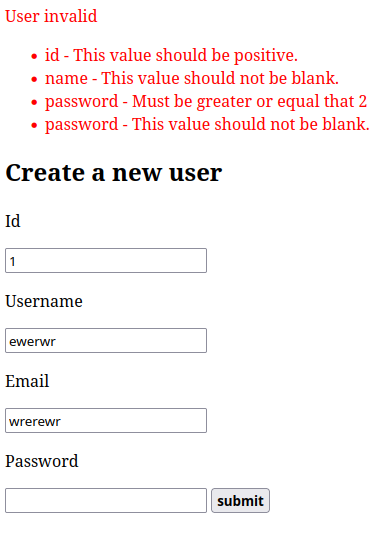 User invalid
• id - This value should be positive.
• name - This value should not be blank.
• password - Must be greater or equal that 2
• password - This value should not be blank.
Create a new user
Id
1
Username
ewerwr
Email
wrerewr
Password
submit